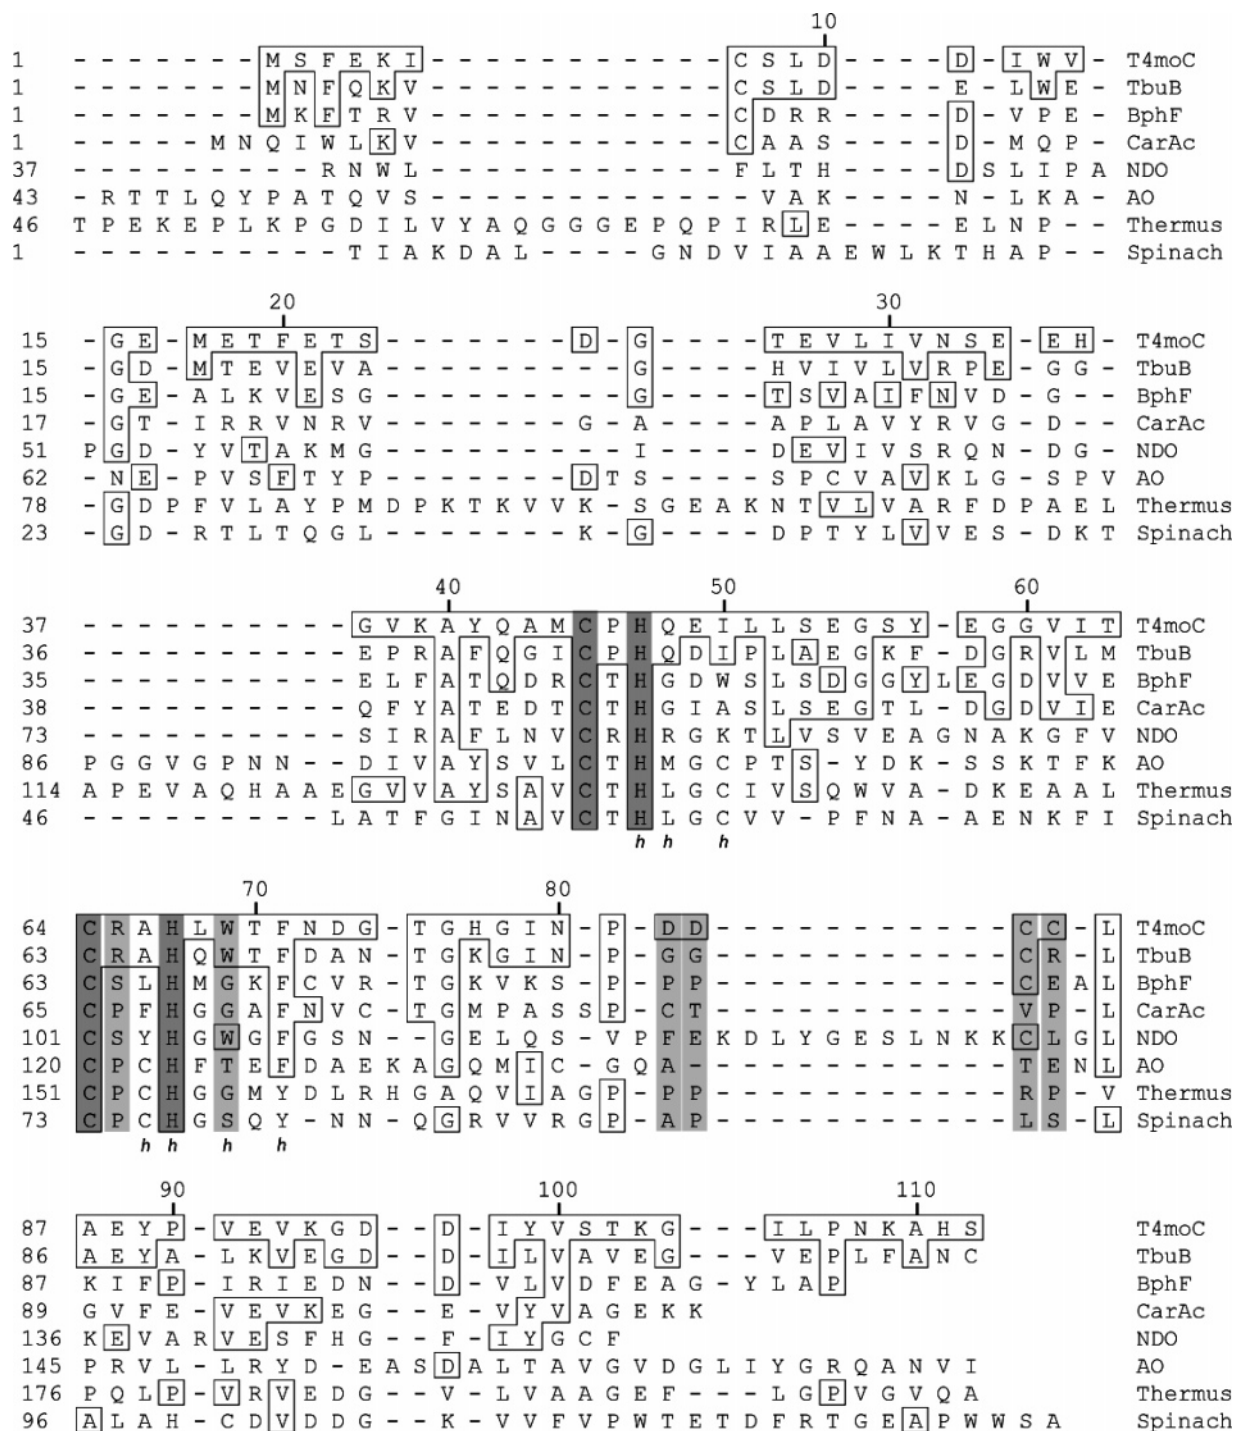 10
1 - - - - - - - M S F E K I - - - - - - - - - - - C S L D - - - - D - I W V - T4moC
1 - - - - - - - M N F Q K V - - - - - - - - - - - C S L D - - - - E - L W E - TbuB
1 - - - - - - - M K F T R V - - - - - - - - - - - C D R R - - - - D - V P E - BphF
1 - - - - - M N Q I W L K V - - - - - - - - - - - C A A S - - - - D - M Q P - CarAc
37 - - - - - - - - - R N W L - - - - - - - - - - - F L T H - - - - D S L I P A NDO
43 - R T T L Q Y P A T Q V S - - - - - - - - - - - - V A K - - - - N - L K A - AO
46 T P E K E P L K P G D I L V Y A Q G G G E P Q P I R L E - - - - E L N P - - Thermus
1 - - - - - - - - - - T I A K D A L - - - - G N D V I A A E W L K T H A P - - Spinach
20 30
15 - G E - M E T F E T S - - - - - - - D - G - - - - T E V L I V N S E - E H - T4moC
15 - G D - M T E V E V A - - - - - - - - - G - - - - H V I V L V R P E - G G - TbuB
15 - G E - A L K V E S G - - - - - - - - - G - - - - T S V A I F N V D - G - - BphF
17 - G T - I R R V N R V - - - - - - - G - A - - - - A P L A V Y R V G - D - - CarAc
51 P G D - Y V T A K M G - - - - - - - - - I - - - - D E V I V S R Q N - D G - NDO
62 - N E - P V S F T Y P - - - - - - - D T S - - - - S P C V A V K L G - S P V AO
78 - G D P F V L A Y P M D P K T K V V K - S G E A K N T V L V A R F D P A E L Thermus
23 - G D - R T L T Q G L - - - - - - - K - G - - - - D P T Y L V V E S - D K T Spinach
40 50 60
37 - - - - - - - - - - G V K A Y Q A M C P H Q E I L L S E G S Y - E G G V I T T4moC
36 - - - - - - - - - - E P R A F Q G I C P H Q D I P L A E G K F - D G R V L M TbuB
35 - - - - - - - - - - E L F A T Q D R C T H G D W S L S D G G Y L E G D V V E BphF
38 - - - - - - - - - - Q F Y A T E D T C T H G I A S L S E G T L - D G D V I E CarAc
73 - - - - - - - - - - S I R A F L N V C R H R G K T L V S V E A G N A K G F V NDO
86 P G G V G P N N - - D I V A Y S V L C T H M G C P T S - Y D K - S S K T F K AO
114 A P E V A Q H A A E G V V A Y S A V C T H L G C I V S Q W V A - D K E A A L Thermus
46 - - - - - - - - - L A T F G I N A V C T H L G C V V - P F N A - A E N K F I Spinach
h h h
70 80
64 C R A H L W T F N D G - T G H G I N - P - D D - - - - - - - - - - - C C - L T4moC
63 C R A H Q W T F D A N - T G K G I N - P - G G - - - - - - - - - - - C R - L TbuB
63 C S L H M G K F C V R - T G K V K S - P - P P - - - - - - - - - - - C E A L BphF
65 C P F H G G A F N V C - T G M P A S S P - C T - - - - - - - - - - - V P - L CarAc
101 C S Y H G W G F G S N - - G E L Q S - V P F E K D L Y G E S L N K K C L G L NDO
120 C P C H F T E F D A E K A G Q M I C - G Q A - - - - - - - - - - - - T E N L AO
151 C P C H G G M Y D L R H G A Q V I A G P - P P - - - - - - - - - - - R P - V Thermus
73 C P C H G S Q Y - N N - Q G R V V R G P - A P - - - - - - - - - - - L S - L Spinach
h h h h
90 100 110
87 A E Y P - V E V K G D - - D - I Y V S T K G - - - I L P N K A H S T4moC
86 A E Y A - L K V E G D - - D - I L V A V E G - - - V E P L F A N C TbuB
87 K I F P - I R I E D N - - D - V L V D F E A G - Y L A P BphF
89 G V F E - V E V K E G - - E - V Y V A G E K K CarAc
136 K E V A R V E S F H G - - F - I Y G C F NDO
145 P R V L - L R Y D - E A S D A L T A V G V D G L I Y G R Q A N V I AO
176 P Q L P - V R V E D G - - V - L V A A G E F - - - L G P V G V Q A Thermus
96 A L A H - C D V D D G - - K - V V F V P W T E T D F R T G E A P W W S A Spinach